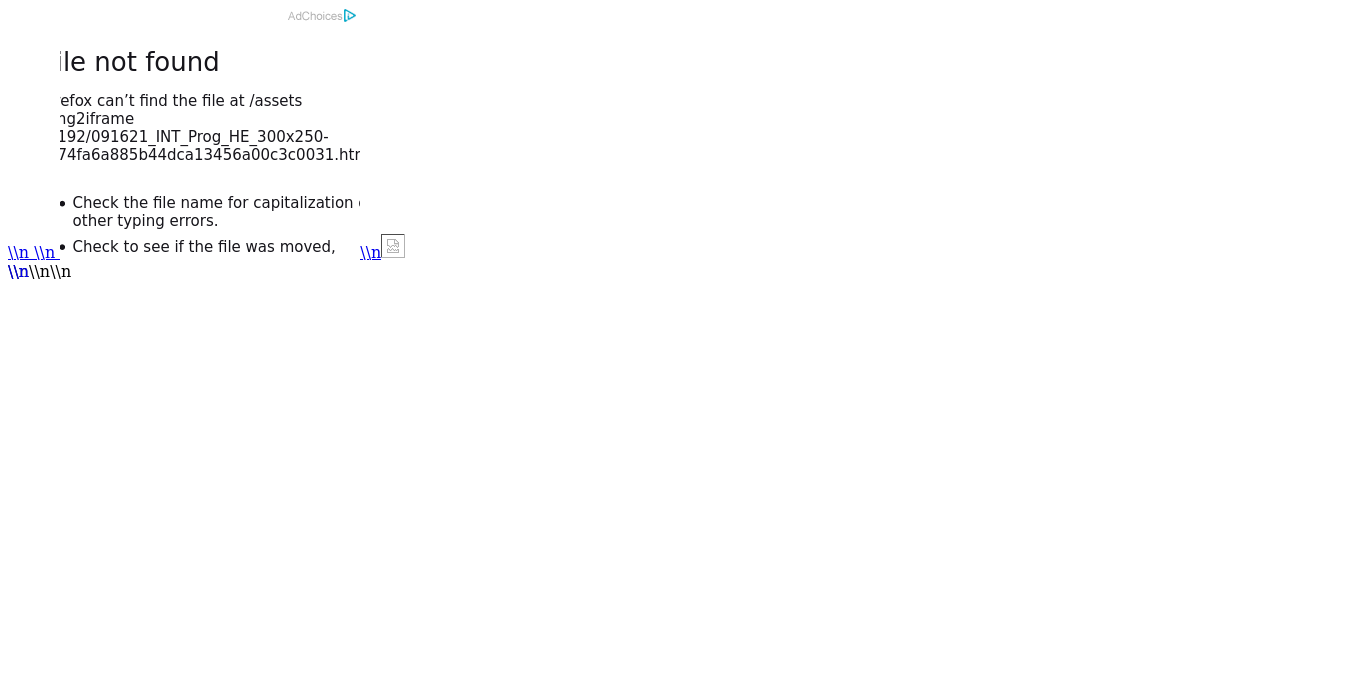 AdChoices
ile not found
efox can’t find the file at /assets
ng2iframe
192/091621_INT_Prog_HE_300x250-
74fa6a885b44dca13456a00c3c0031.htm
• Check the file name for capitalization
other typing errors.
• Check to see if the file was moved,
\\n \\n
\\n
\\n\\n\\n